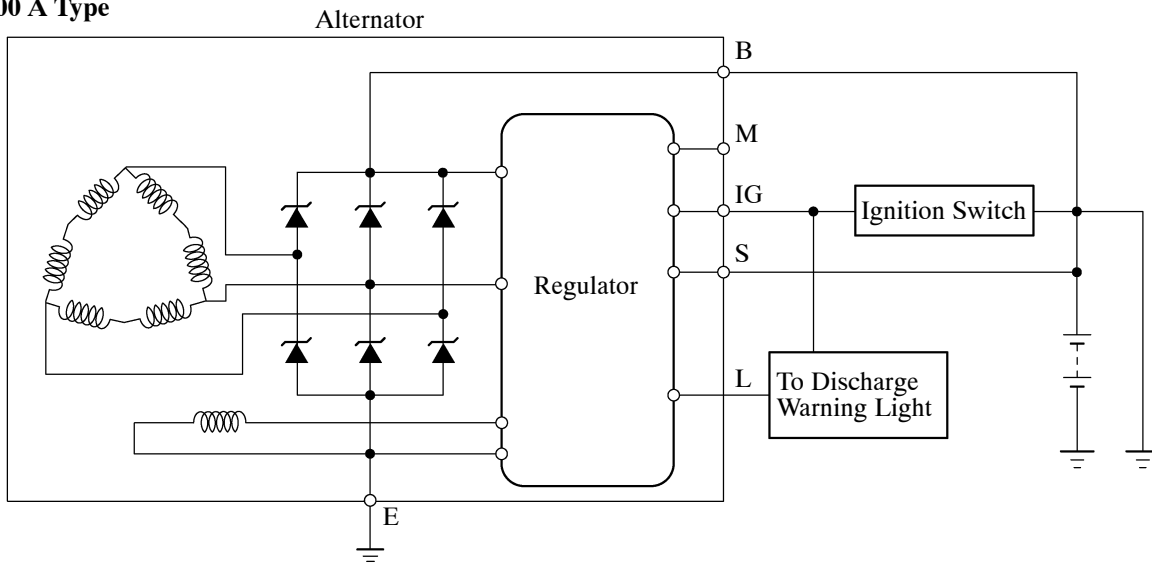 00 A Type
Alternator
B
M
IG
Ignition Switch
S
Regulator
L
To Discharge
Warning Light
E